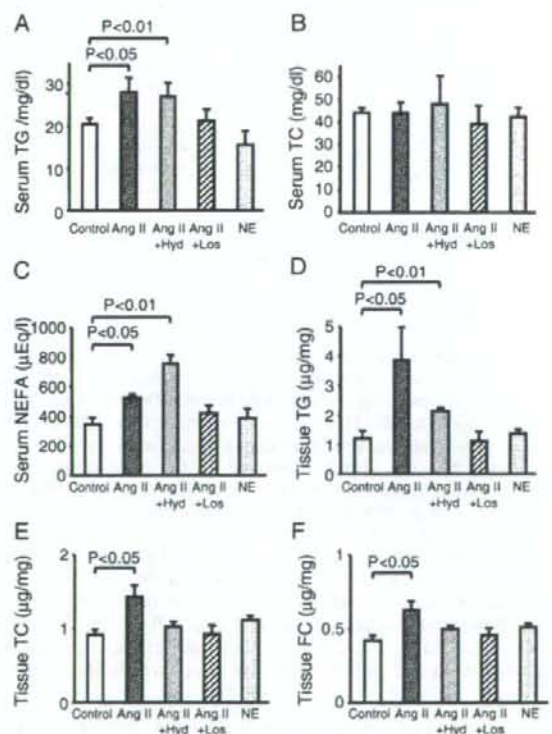 A
P<0.01
P<0.05
Serum TG /mg/dl)
30
20
10
0
Control Ang II Ang II Ang II NE
+Hyd +Los
B
Serum TC (mg/dl)
60
50
40
30
20
10
0
Control Ang II Ang II Ang II NE
+Hyd +Los
C
P<0.01
P<0.05
Serum NEFA (µEq/l)
1000
800
600
400
200
0
Control Ang II Ang II Ang II NE
+Hyd +Los
D
P<0.01
P<0.05
Tissue TG (µg/mg)
5
4
3
2
1
0
Control Ang II Ang II Ang II NE
+Hyd +Los
E
P<0.05
Tissue TC (µg/mg)
2
1
0
Control Ang II Ang II Ang II NE
+Hyd +Los
F
P<0.05
Tissue FC (µg/mg)
1
0.5
0
Control Ang II Ang II Ang II NE
+Hyd +Los